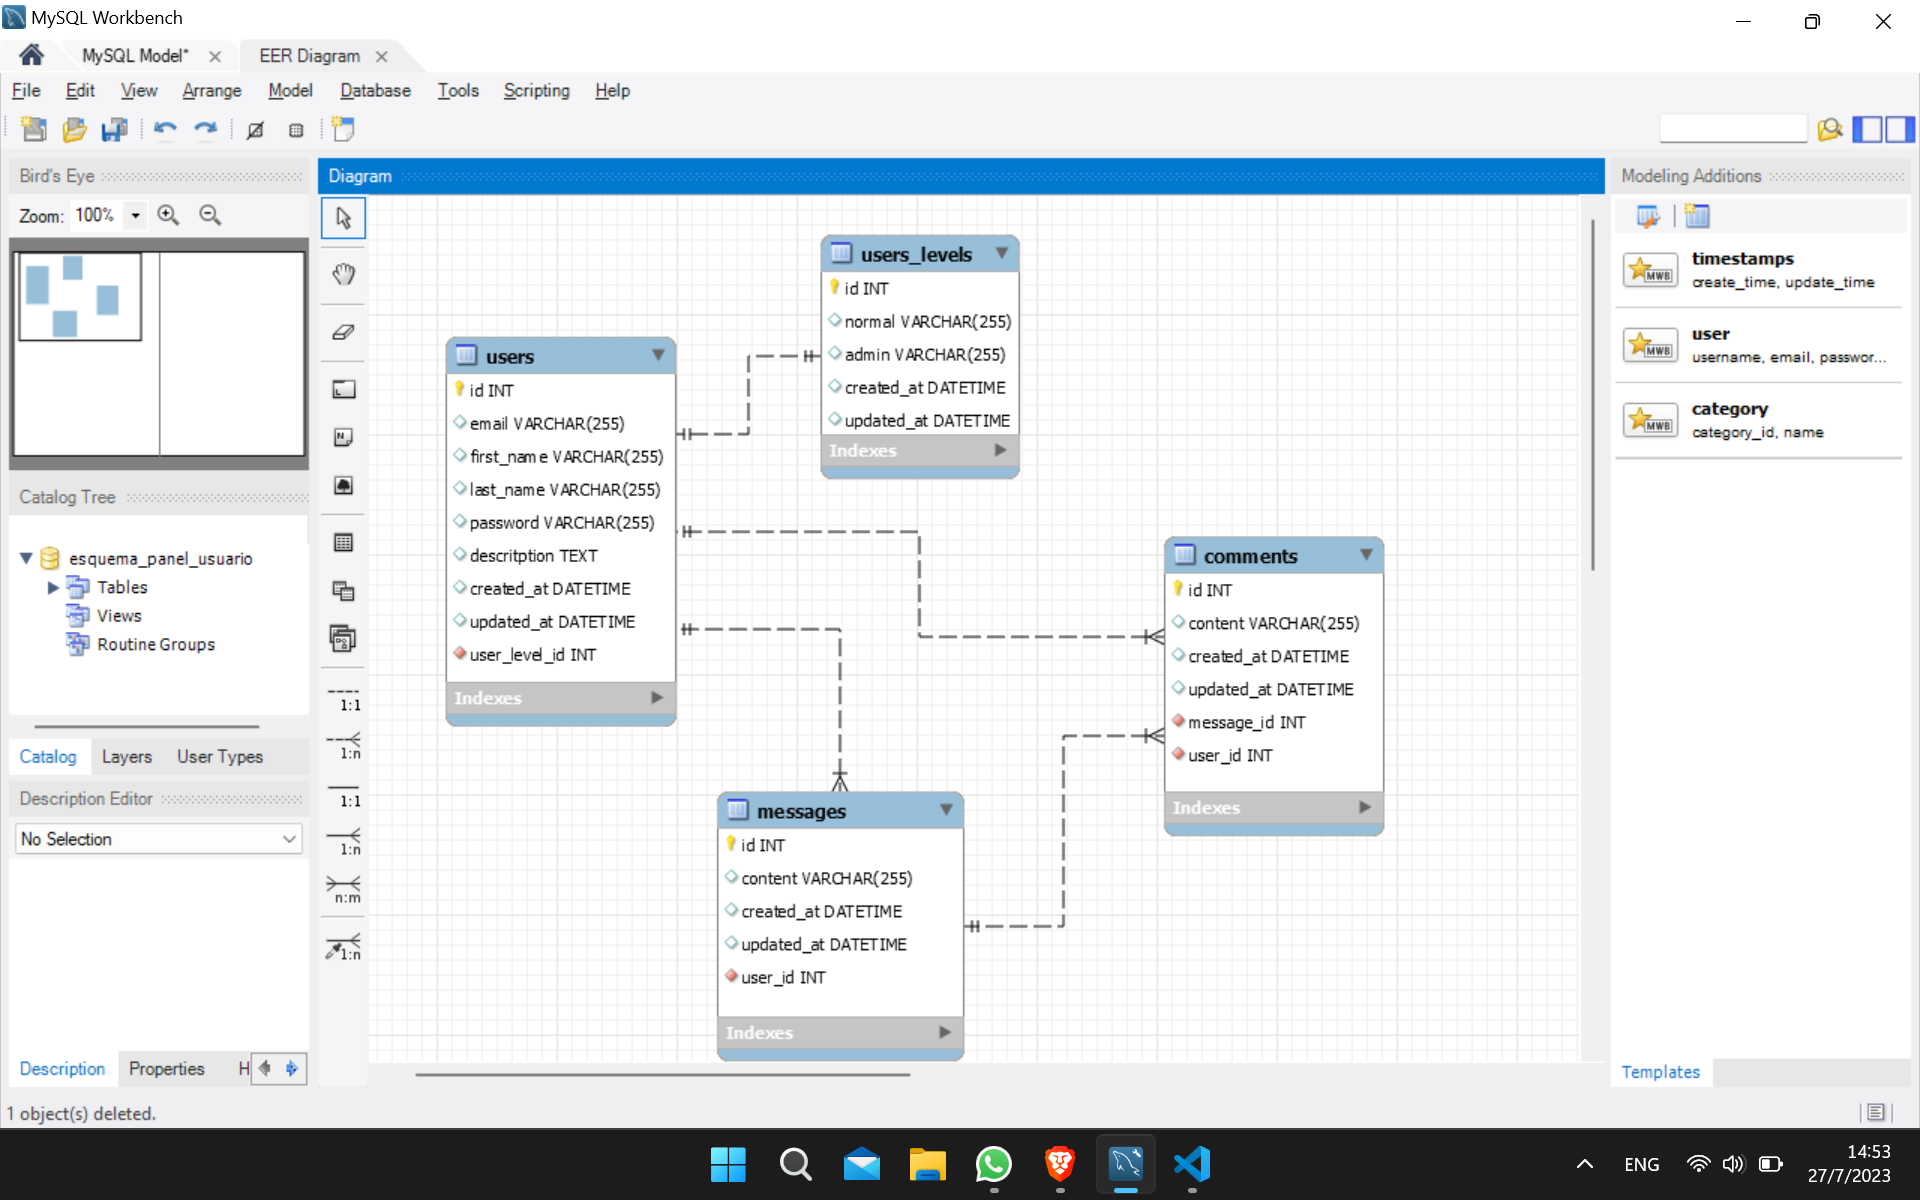 MySQL Workbench
MySQL Model*
EER Diagram
File Edit View Arrange Model Database Tools Scripting Help
Bird's Eye
Zoom: 100%
Catalog Tree
esquema_panel_usuario
Tables
Views
Routine Groups
Catalog Layers User Types
Description Editor
No Selection
Description Properties H
1 object(s) deleted.
Diagram
1:1
1:n
1:1
1:n
n:m
1:n
users_levels
id INT
normal VARCHAR(255)
admin VARCHAR(255)
created_at DATETIME
updated_at DATETIME
Indexes
users
id INT
email VARCHAR(255)
first_name VARCHAR(255)
last_name VARCHAR(255)
password VARCHAR(255)
descritption TEXT
created_at DATETIME
updated_at DATETIME
user_level_id INT
Indexes
comments
id INT
content VARCHAR(255)
created_at DATETIME
updated_at DATETIME
message_id INT
user_id INT
Indexes
messages
id INT
content VARCHAR(255)
created_at DATETIME
updated_at DATETIME
user_id INT
Indexes
Modeling Additions
MWB
timestamps
create_time, update_time
MWB
user
username, email, passwor...
MWB
category
category_id, name
Templates
ENG
14:53
27/7/2023